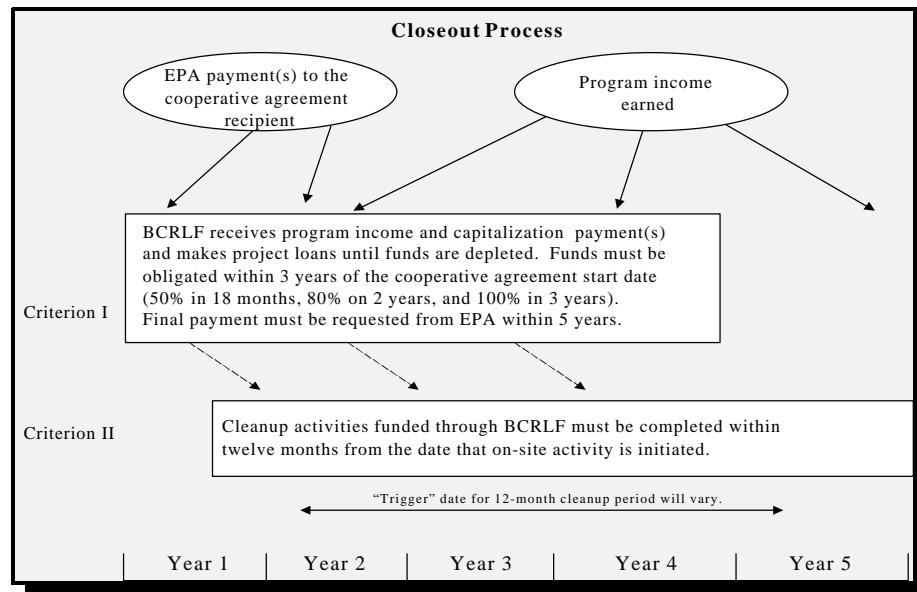 Closeout Process
EPA payment(s) to the
cooperative agreement
recipient
Program income
earned
BCRLF receives program income and capitalization payment(s)
and makes project loans until funds are depleted. Funds must be
obligated within 3 years of the cooperative agreement start date
(50% in 18 months, 80% on 2 years, and 100% in 3 years).
Final payment must be requested from EPA within 5 years.
Criterion I
Criterion II
Cleanup activities funded through BCRLF must be completed within
twelve months from the date that on-site activity is initiated.
“Trigger” date for 12-month cleanup period will vary.
Year 1
Year 2
Year 3
Year 4
Year 5